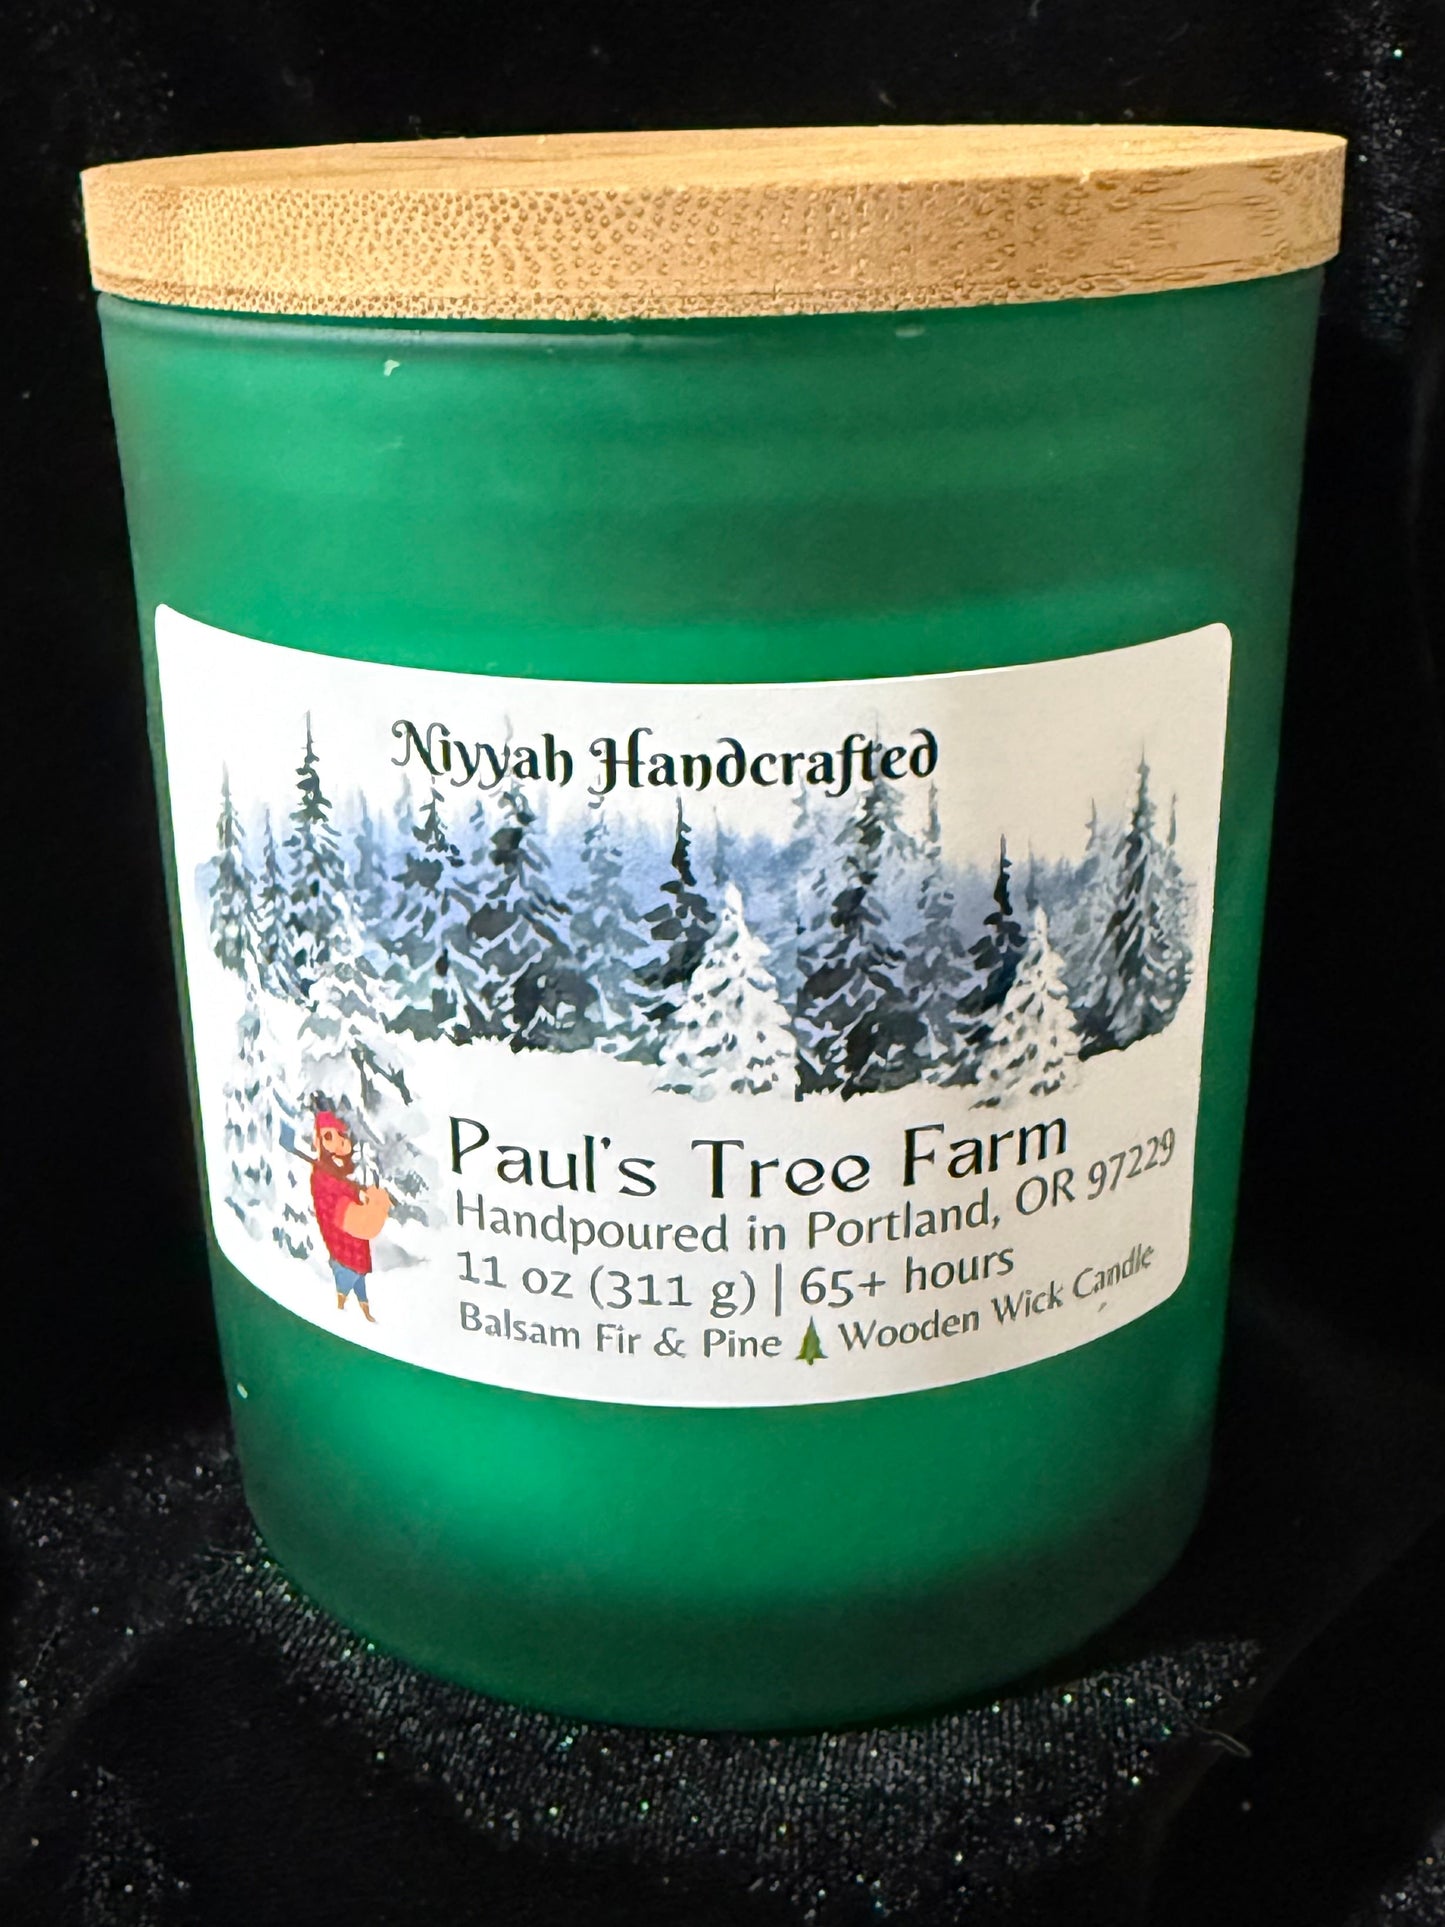 Niyyah Handcrafted
Paul's Tree Farm
Handpoured in Portland, OR 97229
11 oz (311 g) | 65+ hours
Balsam Fir & Pine 🌲 Wooden Wick Candle